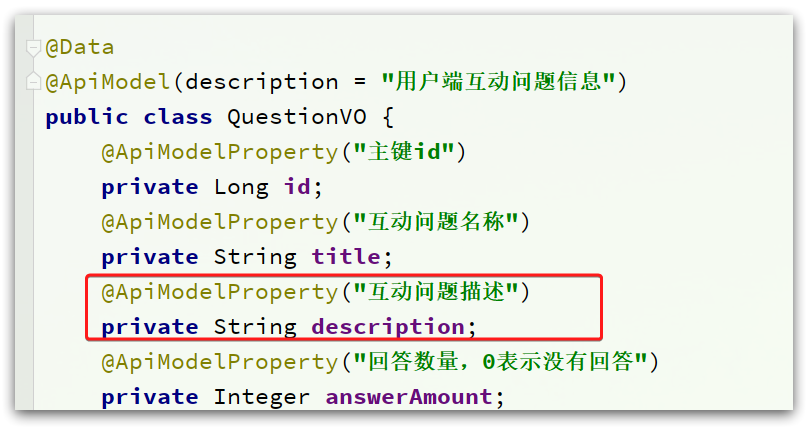 @Data
@ApiModel(description = "用户端互动问题信息")
public class QuestionVO {
@ApiModelProperty("主键id")
private Long id;
@ApiModelProperty("互动问题名称")
private String title;
@ApiModelProperty("互动问题描述")
private String description;
@ApiModelProperty("回答数量，0表示没有回答")
private Integer answerAmount;